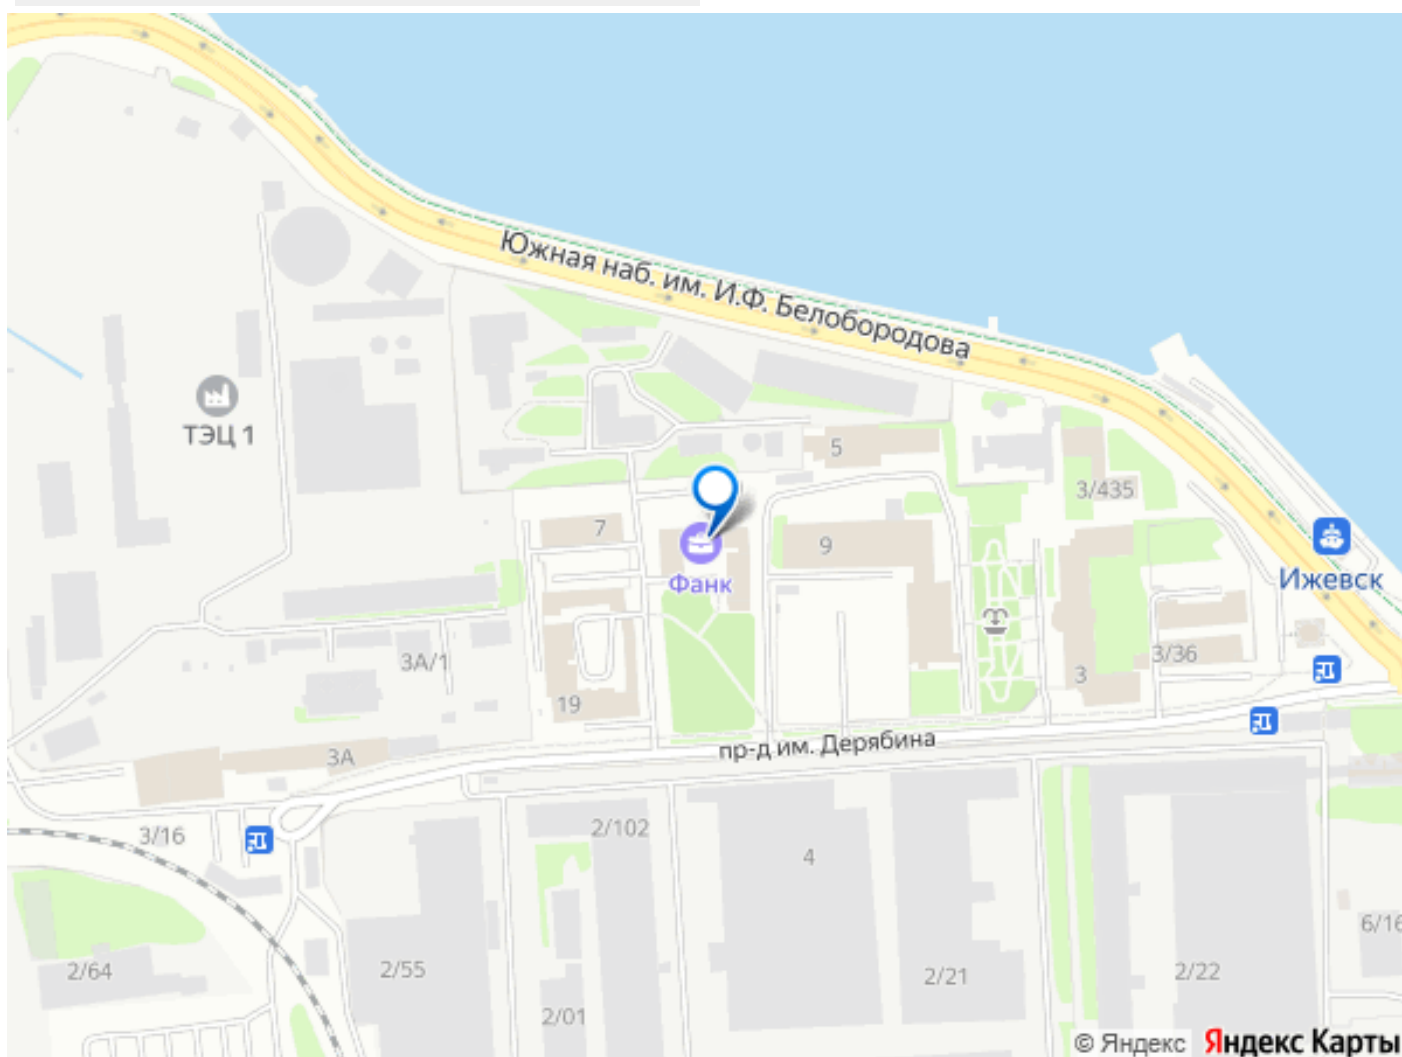 Южная наб. им. И.Ф. Белобородова
ТЭЦ 1
5
3/435
7
9
Фанк
Ижевск
3А/1
3/36
3
19
пр-д им. Дерябина
3А
3/16
2/102
4
6/16
2/64
2/55
2/21
2/22
2/01
© Яндекс Яндекс Карты